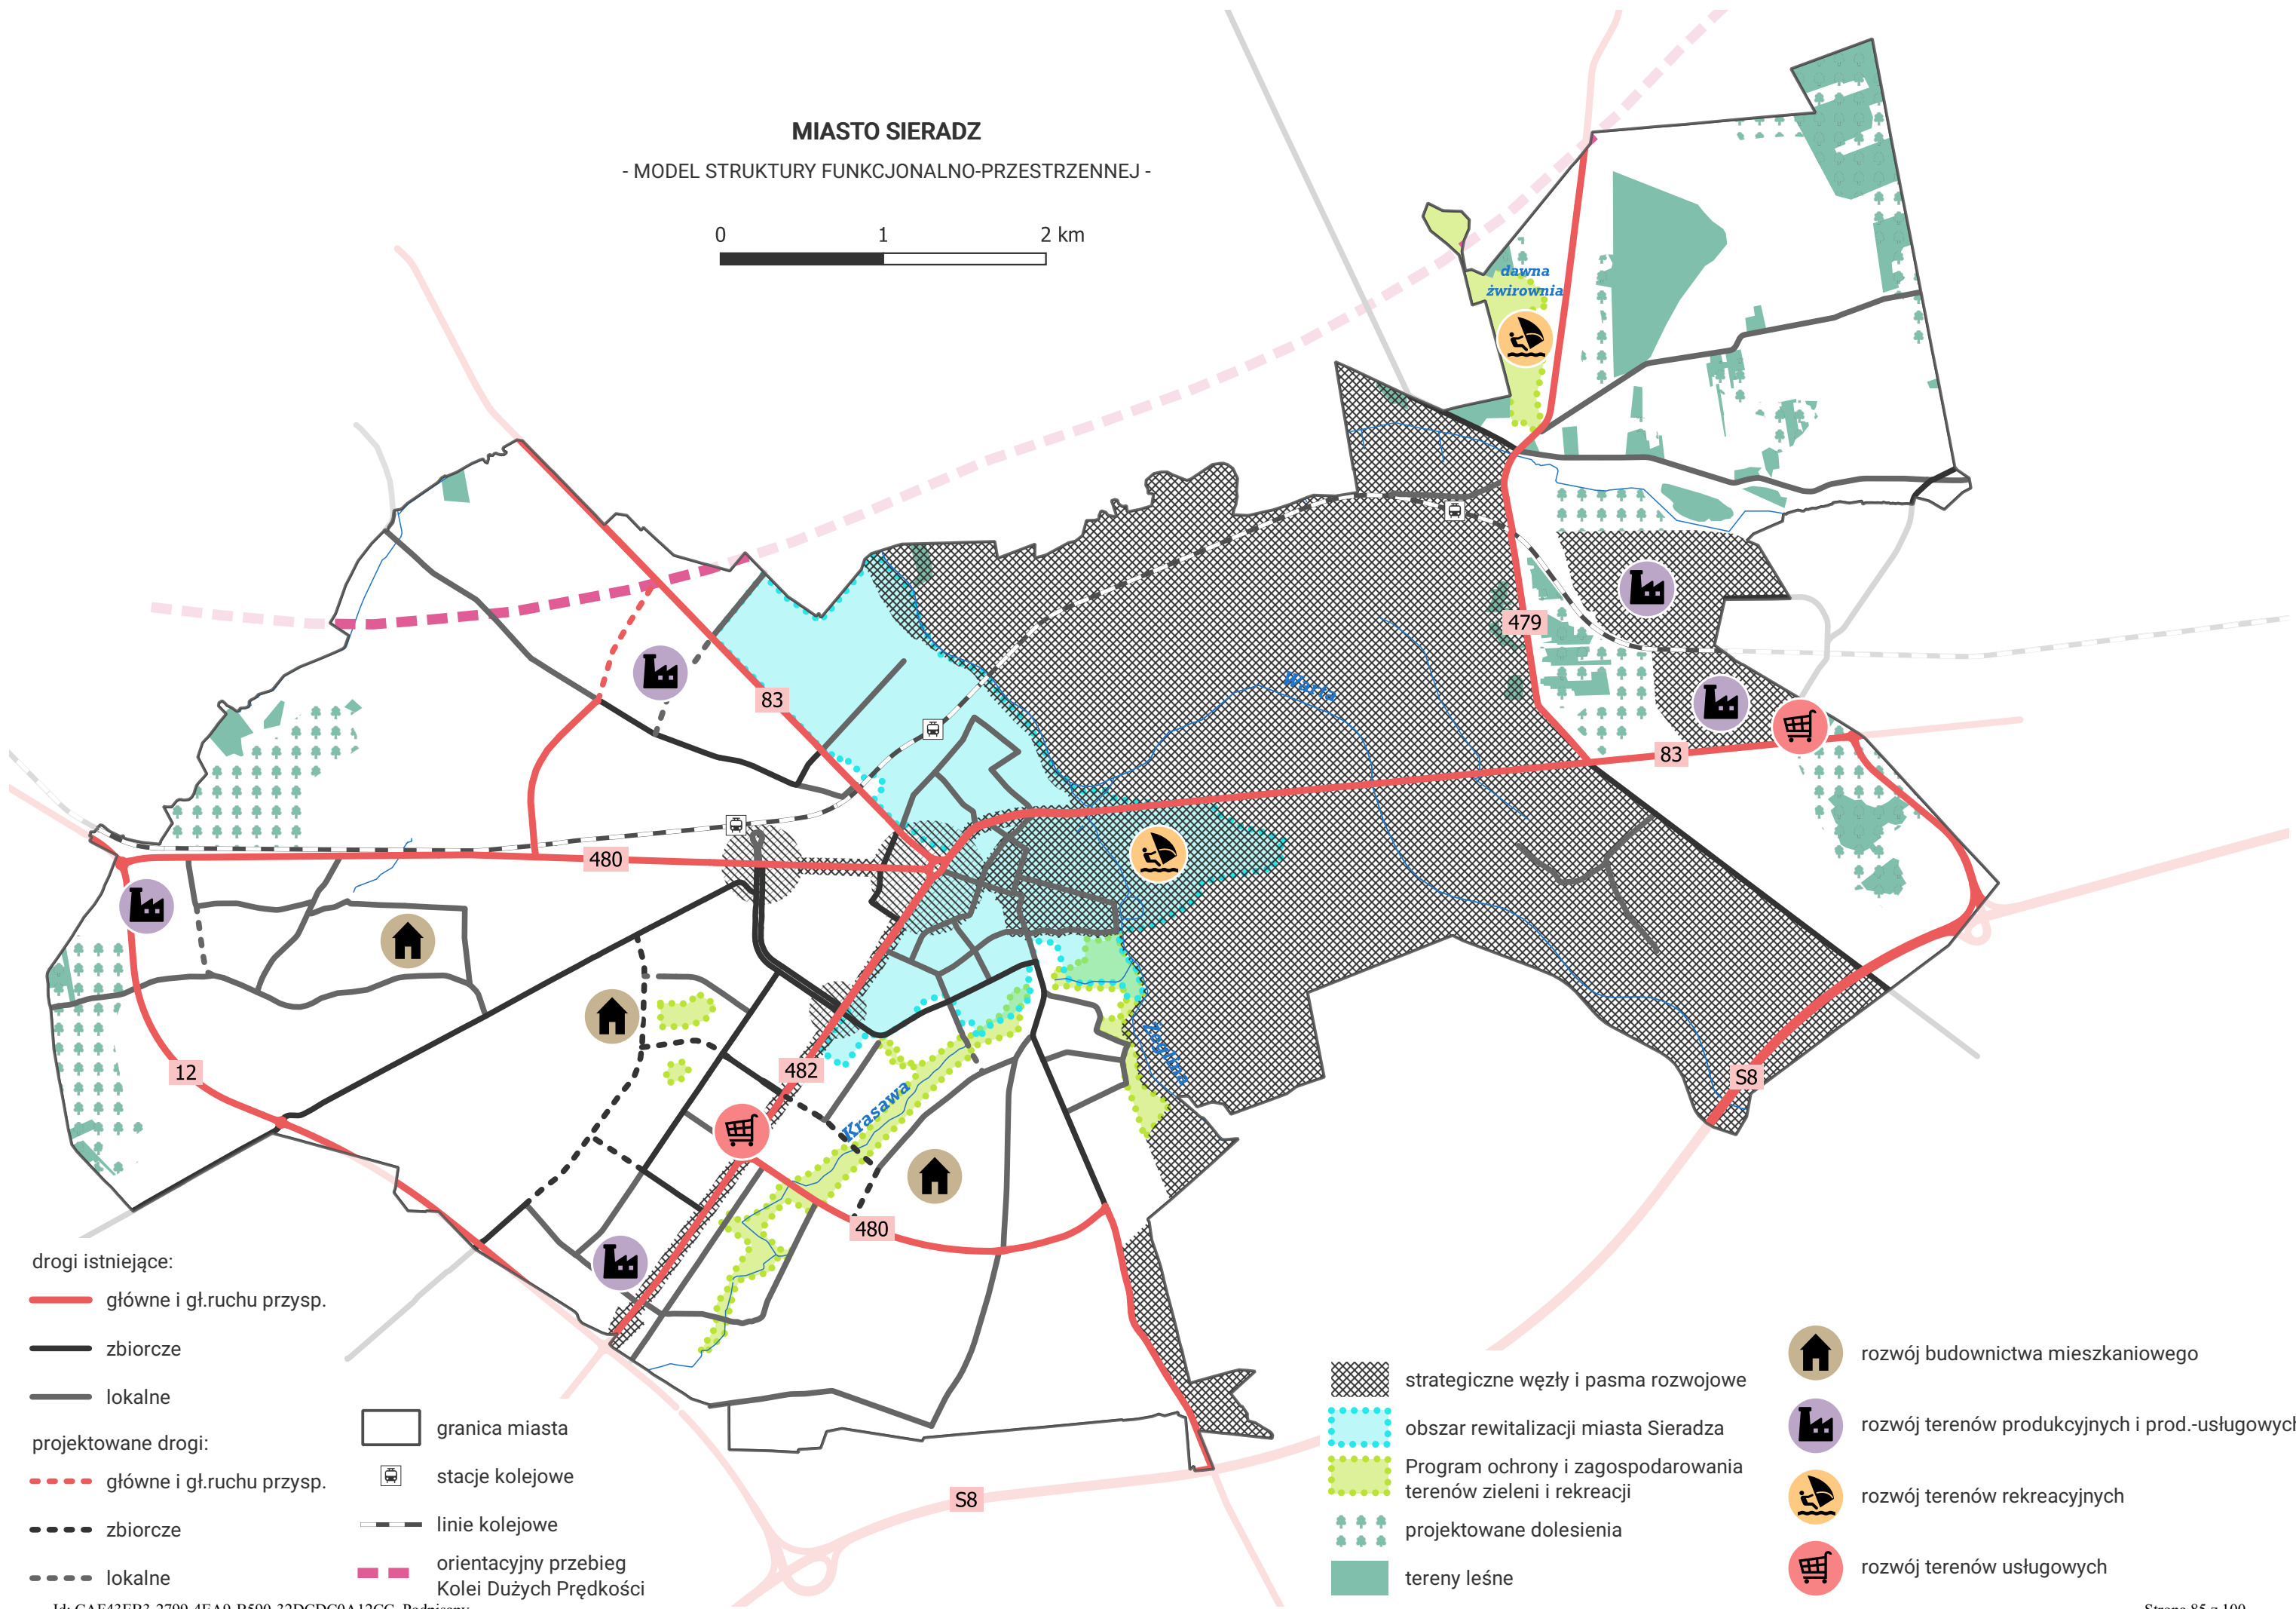 MIASTO SIERADZ
- MODEL STRUKTURY FUNKCJONALNO-PRZESTRZENNEJ -
0 1 2 km
dawna
żwirownia
479
83
Warta
83
480
12
482
Krasawa
Żeglina
S8
480
S8
drogi istniejące:
główne i gł.ruchu przysp.
zbiorcze
lokalne
projektowane drogi:
główne i gł.ruchu przysp.
zbiorcze
lokalne
granica miasta
stacje kolejowe
linie kolejowe
orientacyjny przebieg
Kolei Dużych Prędkości
strategiczne węzły i pasma rozwojowe
obszar rewitalizacji miasta Sieradza
Program ochrony i zagospodarowania
terenów zieleni i rekreacji
projektowane dolesienia
tereny leśne
rozwój budownictwa mieszkaniowego
rozwój terenów produkcyjnych i prod.-usługowych
rozwój terenów rekreacyjnych
rozwój terenów usługowych